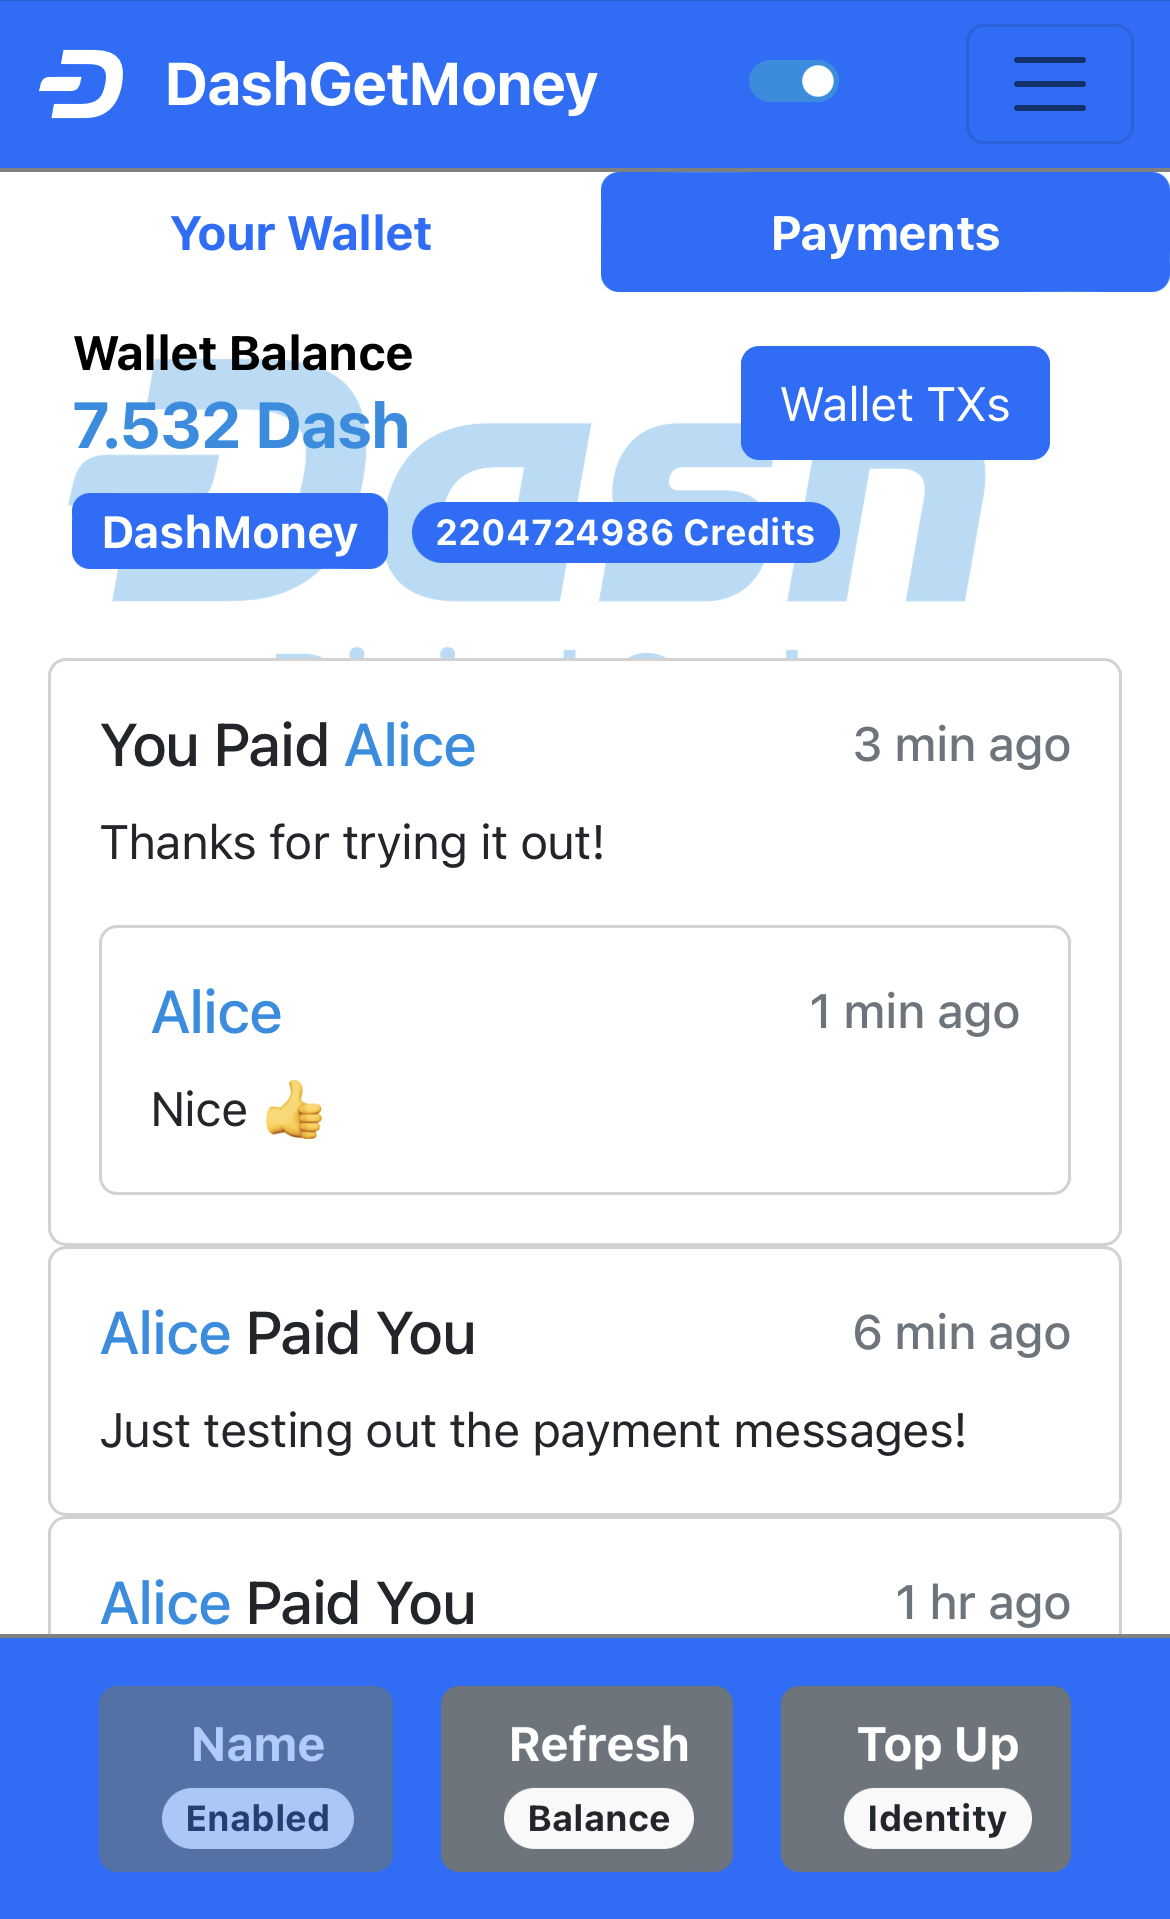 DashGetMoney
Your Wallet
Payments
Wallet Balance
7.532 Dash
Wallet TXs
Dash
DashMoney
2204724986 Credits
You Paid Alice
3 min ago
Thanks for trying it out!
Alice
1 min ago
Nice 👍
Alice Paid You
6 min ago
Just testing out the payment messages!
Alice Paid You
1 hr ago
Name
Enabled
Refresh
Balance
Top Up
Identity